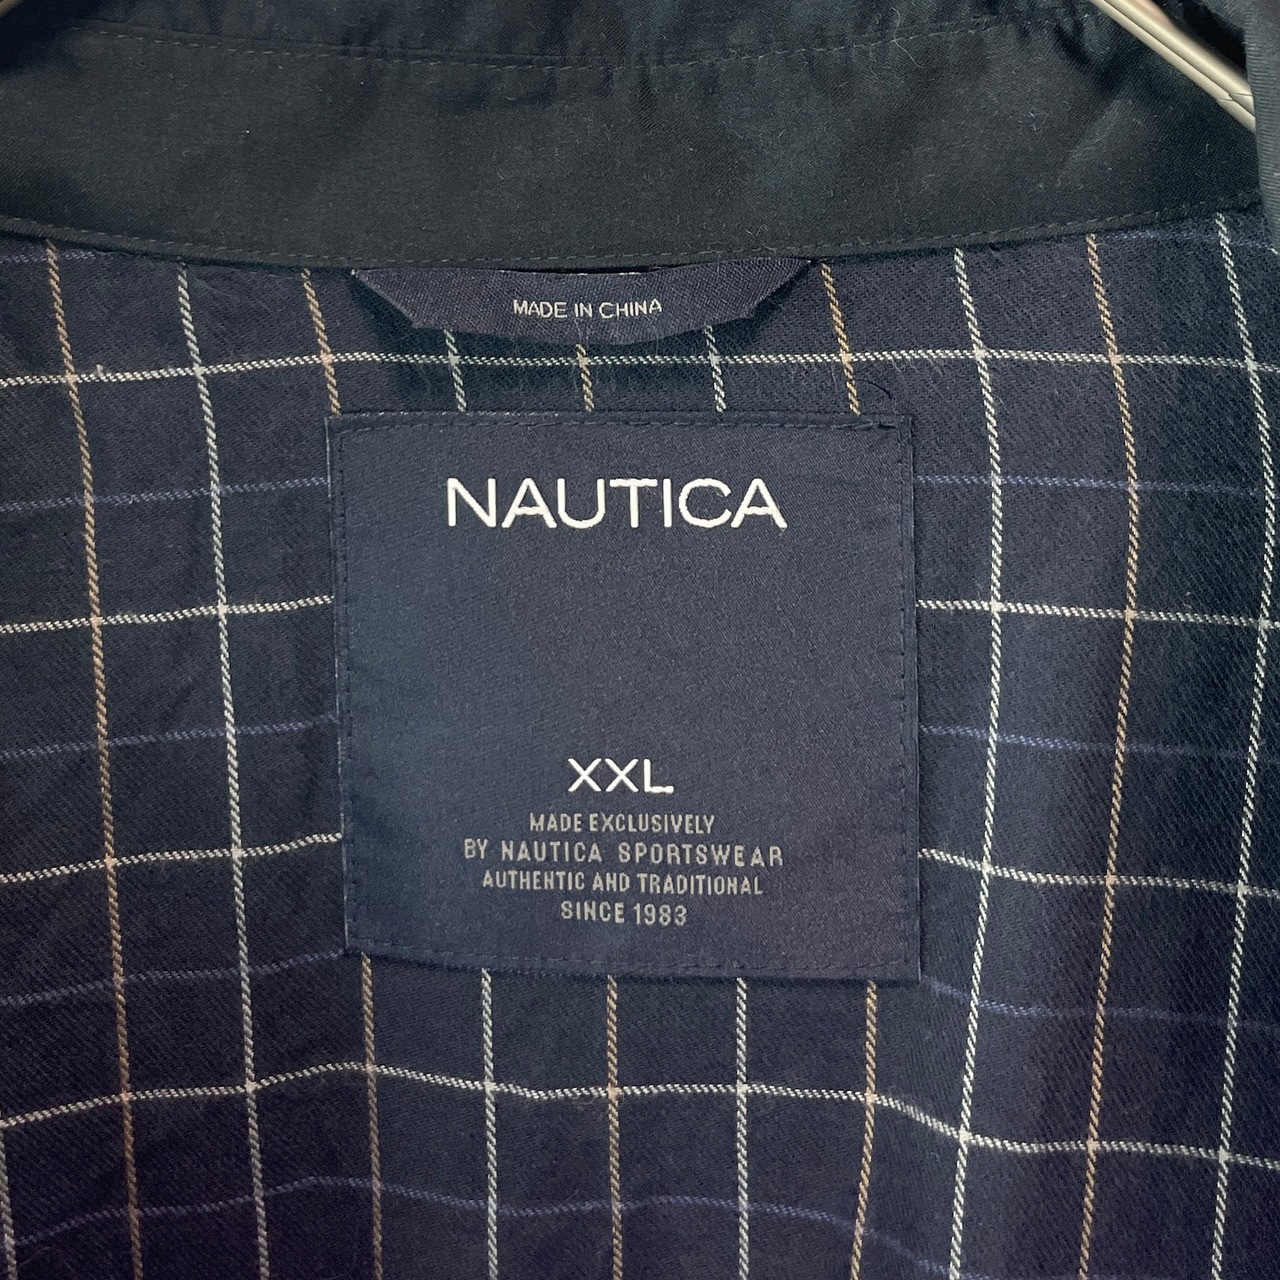 MADE IN CHINA
NAUTICA
XXL
MADE EXCLUSIVELY
BY NAUTICA SPORTSWEAR
AUTHENTIC AND TRADITIONAL
SINCE 1983